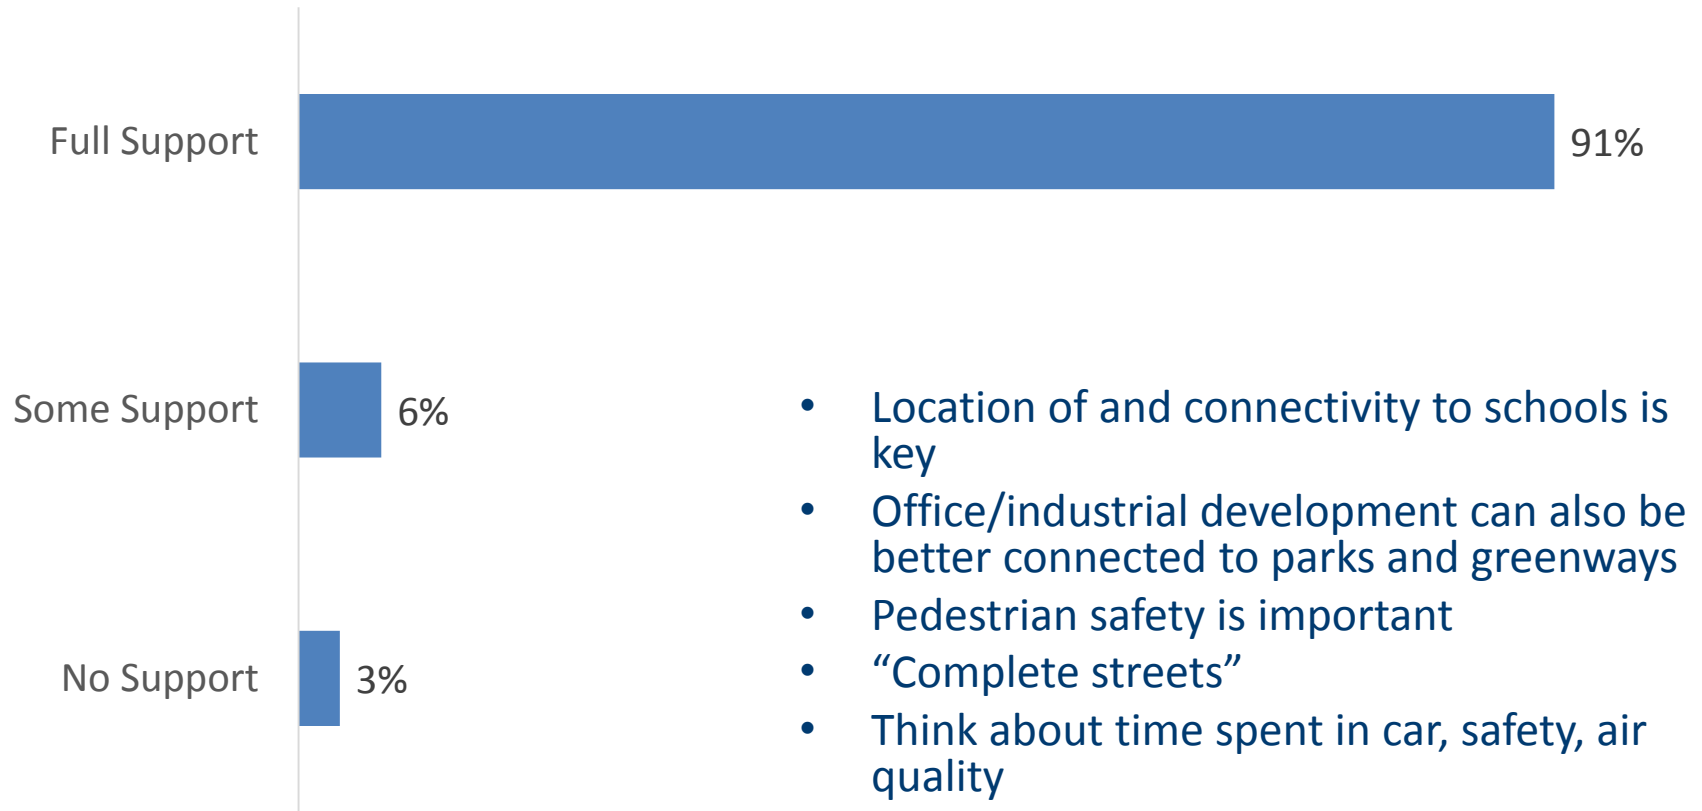 Full Support
91%
Some Support
6%
No Support
3%
• Location of and connectivity to schools is
key
• Office/industrial development can also be
better connected to parks and greenways
• Pedestrian safety is important
• “Complete streets”
• Think about time spent in car, safety, air
quality